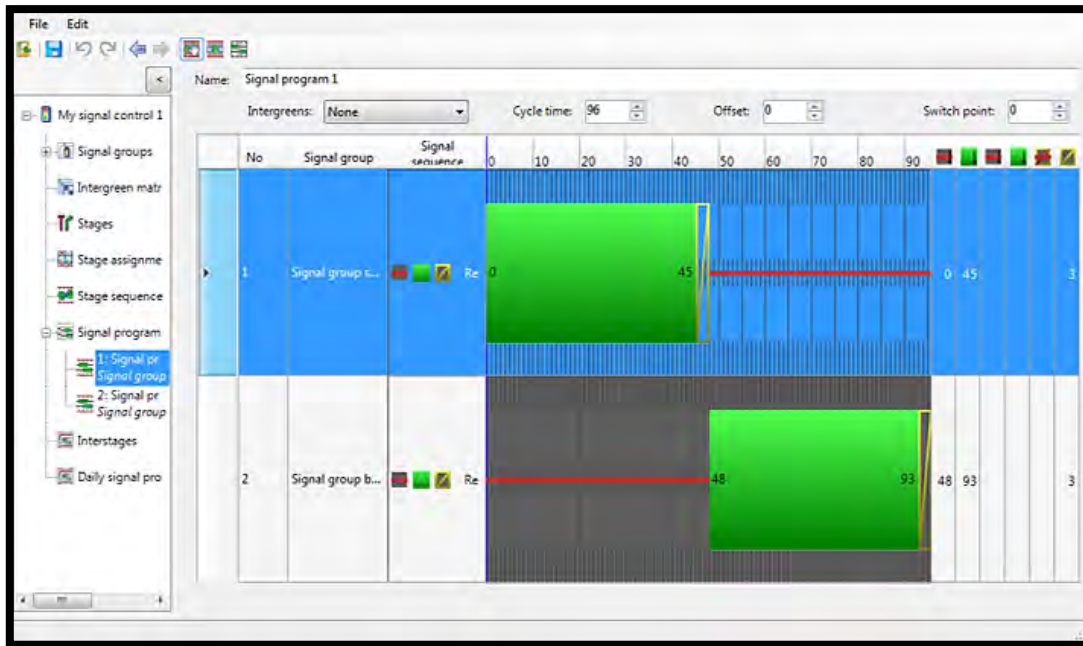 File Edit
<
Name: Signal program 1
Intergreens: None Cycle time: 96 Offset: 0 Switch point: 0
My signal control 1
Signal groups
Intergreen matr
Stages
Stage assignme
Stage sequence
Signal program
1: Signal pr
Signal group
2: Signal pr
Signal group
Interstages
Daily signal pro
No Signal group Signal sequence 0 10 20 30 40 50 60 70 80 90
1 Signal group s... Re 0 45 0 45 3
2 Signal group b... Re 48 93 48 93 3